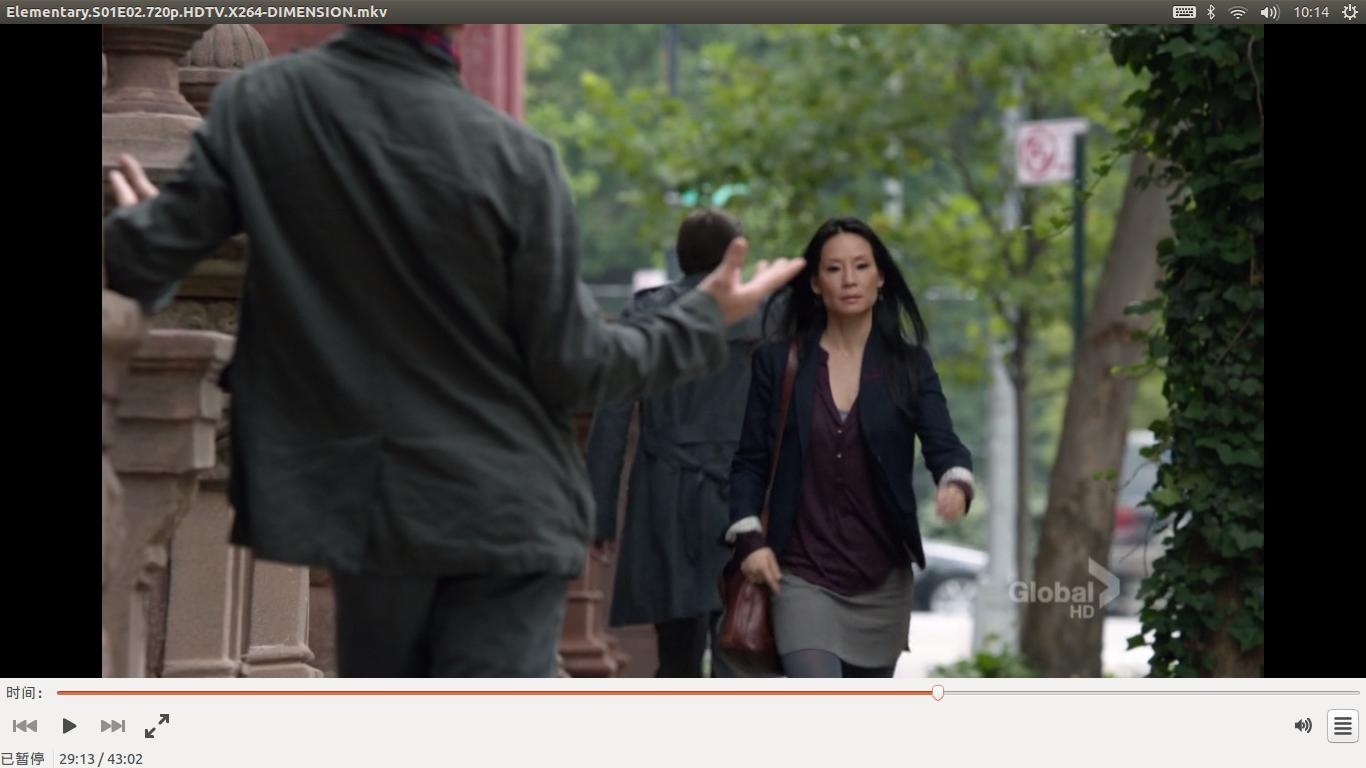 Elementary.S01E02.720p.HDTV.X264-DIMENSION.mkv
10:14
Global
HD
时间：
已暂停
29:13 / 43:02